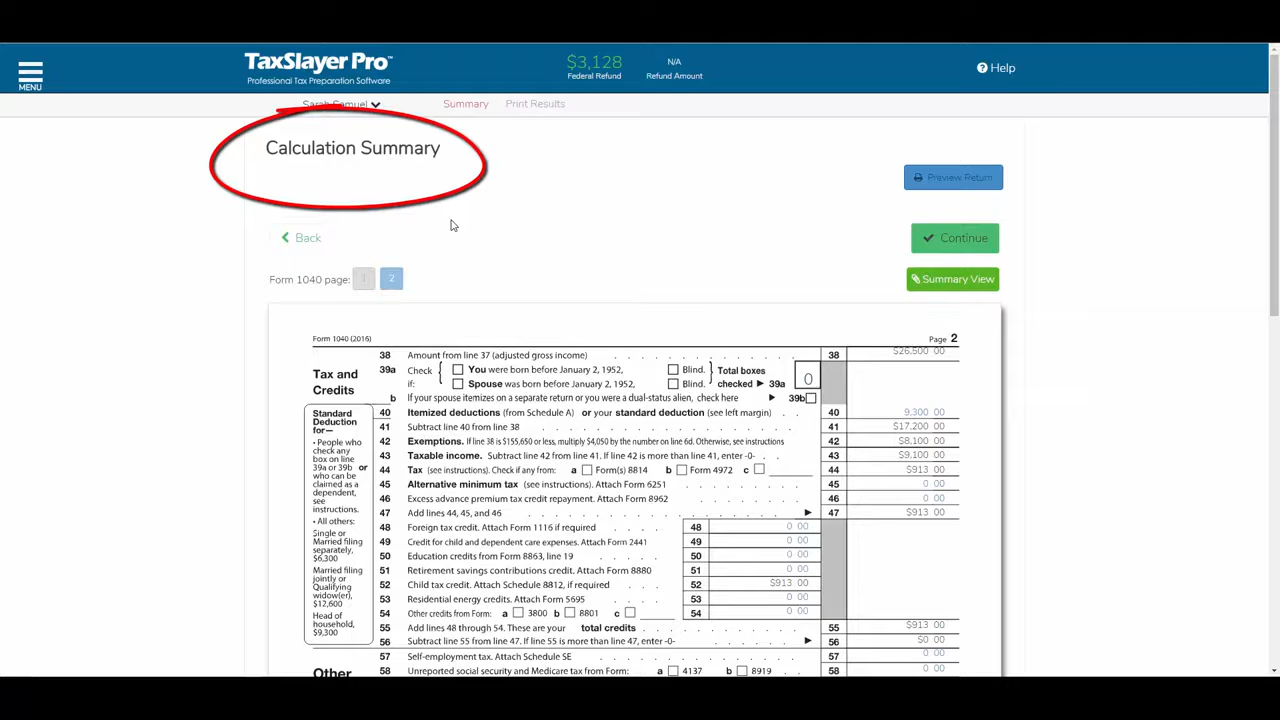 TaxSlayer Pro™
Professional Tax Preparation Software
MENU
$3,128
Federal Refund
N/A
Refund Amount
Help
Sarah Samuel
Summary
Print Results
Calculation Summary
Preview Return
Back
Continue
Form 1040 page: 1 2
Summary View
Form 1040 (2016) Page 2
38 Amount from line 37 (adjusted gross income) . . . . . . . . . . . 38 $26,500 00
Tax and
Credits
39a Check if: { You were born before January 2, 1952, Blind. } Total boxes
Spouse was born before January 2, 1952, Blind. checked ► 39a 0
b If your spouse itemizes on a separate return or you were a dual-status alien, check here ► 39b
Standard
Deduction
for—
• People who
check any
box on line
39a or 39b or
who can be
claimed as a
dependent,
see
instructions.
• All others:
Single or
Married filing
separately,
$6,300
Married filing
jointly or
Qualifying
widow(er),
$12,600
Head of
household,
$9,300
40 Itemized deductions (from Schedule A) or your standard deduction (see left margin) . . 40 9,300 00
41 Subtract line 40 from line 38 . . . . . . . . . . . 41 $17,200 00
42 Exemptions. If line 38 is $155,650 or less, multiply $4,050 by the number on line 6d. Otherwise, see instructions 42 $8,100 00
43 Taxable income. Subtract line 42 from line 41. If line 42 is more than line 41, enter -0- . . 43 $9,100 00
44 Tax (see instructions). Check if any from: a Form(s) 8814 b Form 4972 c 44 $913 00
45 Alternative minimum tax (see instructions). Attach Form 6251 . . . . . . . . 45 0 00
46 Excess advance premium tax credit repayment. Attach Form 8962 . . . . . . . 46 0 00
47 Add lines 44, 45, and 46 . . . . . . . . . . . ► 47 $913 00
48 Foreign tax credit. Attach Form 1116 if required . . . . 48 0 00
49 Credit for child and dependent care expenses. Attach Form 2441 49 0 00
50 Education credits from Form 8863, line 19 . . . . . 50 0 00
51 Retirement savings contributions credit. Attach Form 8880 51 0 00
52 Child tax credit. Attach Schedule 8812, if required . . . 52 $913 00
53 Residential energy credits. Attach Form 5695 . . . . 53 0 00
54 Other credits from Form: a 3800 b 8801 c 54 0 00
55 Add lines 48 through 54. These are your total credits . . . . . . . . . 55 $913 00
56 Subtract line 55 from line 47. If line 55 is more than line 47, enter -0- . . . . . ► 56 $0 00
Other
57 Self-employment tax. Attach Schedule SE . . . . . . . . . . 57 0 00
58 Unreported social security and Medicare tax from Form: a 4137 b 8919 . . 58 0 00